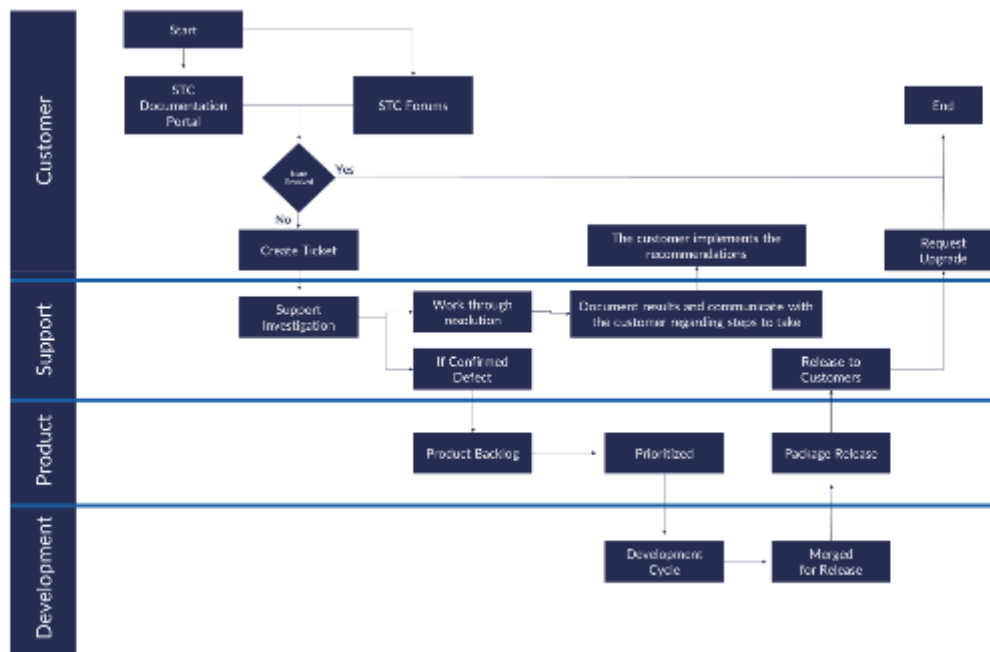 Customer
Start
STC
Documentation
Portal
STC Forums
End
Yes
No
Create Ticket
The customer implements the
recommendations
Request
Upgrade
Support
Support
Investigation
Work through
resolution
Document results and communicate with
the customer regarding steps to take
If Confirmed
Defect
Release to
Customers
Product
Product Backlog
Prioritized
Package Release
Development
Development
Cycle
Merged
for Release